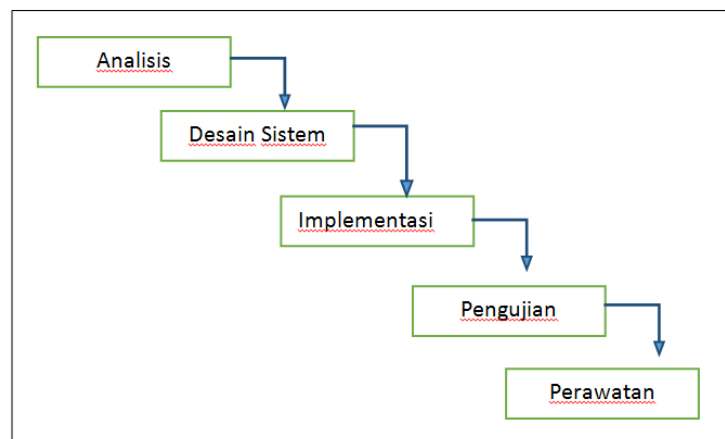 Analisis
Desain Sistem
Implementasi
Pengujian
Perawatan